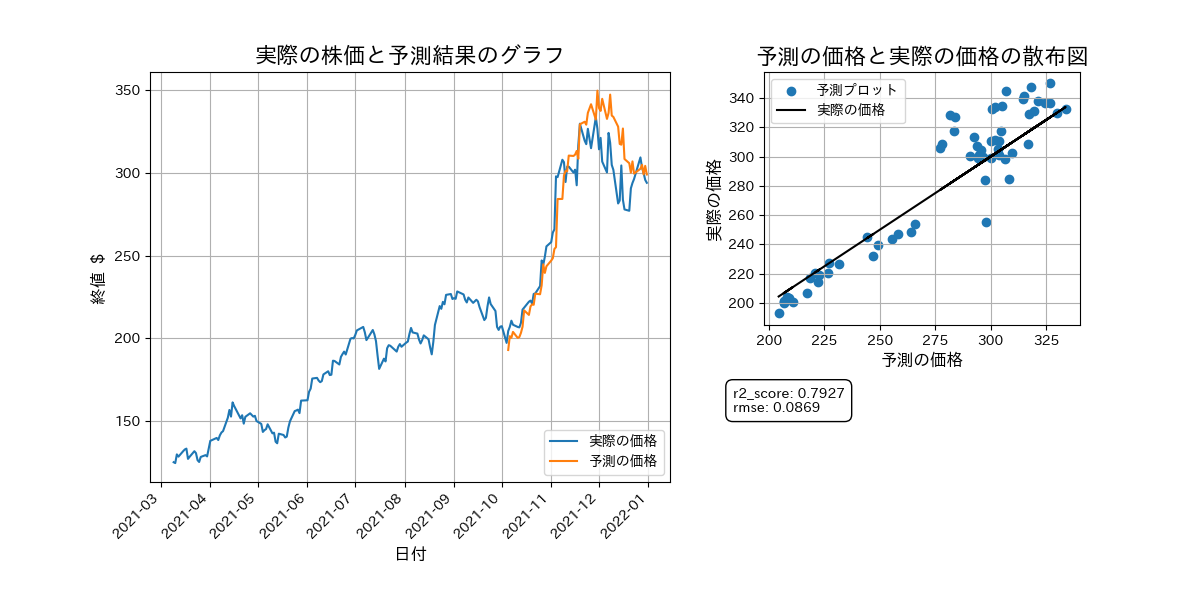 実際の株価と予測結果のグラフ
終値 $
350
300
250
200
150
実際の価格
予測の価格
2021-03
2021-04
2021-05
2021-06
2021-07
2021-08
2021-09
2021-10
2021-11
2021-12
2022-01
日付
予測の価格と実際の価格の散布図
実際の価格
340
320
300
280
260
240
220
200
予測プロット
実際の価格
200
225
250
275
300
325
予測の価格
r2_score: 0.7927
rmse: 0.0869